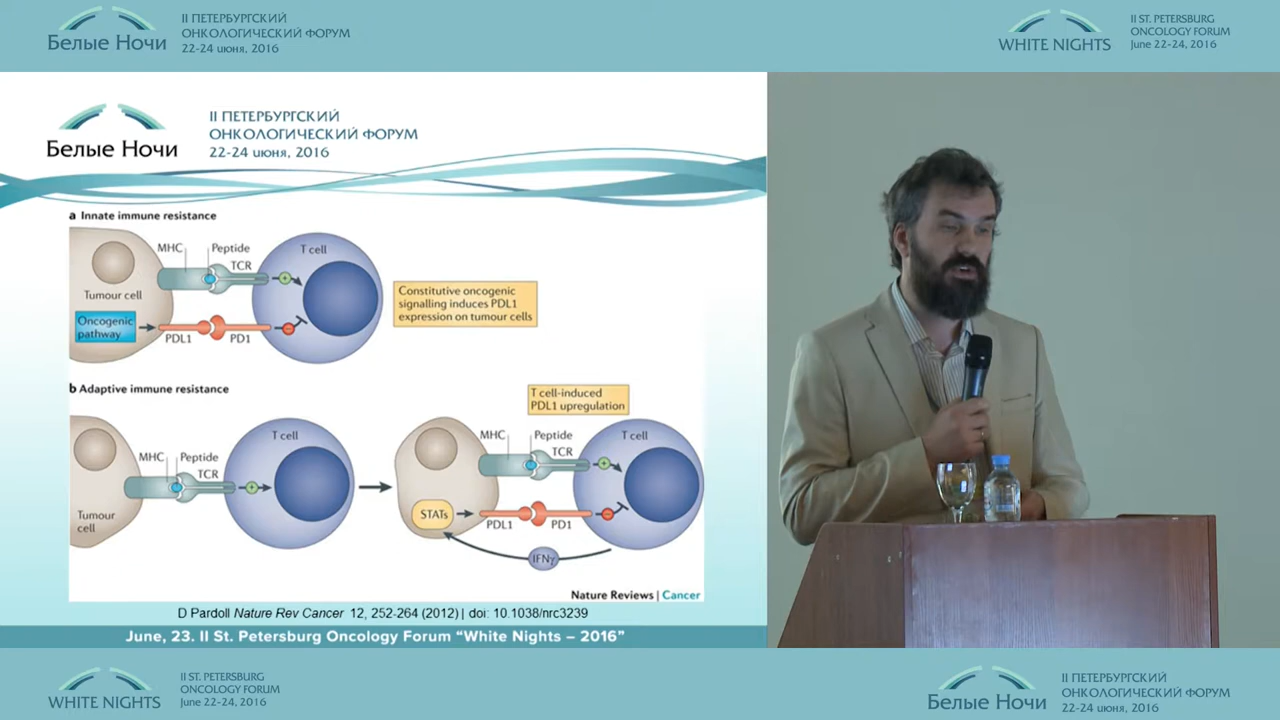 II ПЕТЕРБУРГСКИЙ
ОНКОЛОГИЧЕСКИЙ ФОРУМ
22-24 июня, 2016
Белые Ночи
II ST. PETERSBURG
ONCOLOGY FORUM
June 22-24, 2016
WHITE NIGHTS
II ПЕТЕРБУРГСКИЙ
ОНКОЛОГИЧЕСКИЙ ФОРУМ
22-24 июня, 2016
Белые Ночи
a Innate immune resistance
MHC
Peptide
TCR
T cell
Tumour cell
Oncogenic
pathway
PDL1
PD1
Constitutive oncogenic
signalling induces PDL1
expression on tumour cells
b Adaptive immune resistance
T cell-induced
PDL1 upregulation
MHC
Peptide
TCR
T cell
Tumour
cell
MHC
Peptide
TCR
T cell
STATs
PDL1
PD1
IFNγ
Nature Reviews | Cancer
D Pardoll Nature Rev Cancer 12, 252-264 (2012) | doi: 10.1038/nrc3239
June, 23. II St. Petersburg Oncology Forum “White Nights – 2016”
II ST. PETERSBURG
ONCOLOGY FORUM
June 22-24, 2016
WHITE NIGHTS
II ПЕТЕРБУРГСКИЙ
ОНКОЛОГИЧЕСКИЙ ФОРУМ
22-24 июня, 2016
Белые Ночи